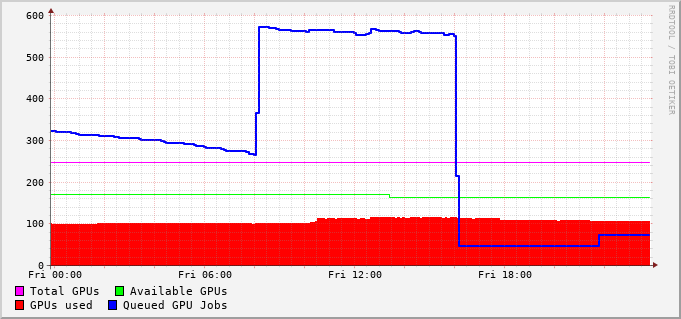 600
500
400
300
200
100
0
Fri 00:00 Fri 06:00 Fri 12:00 Fri 18:00
Total GPUs Available GPUs
GPUs used Queued GPU Jobs
RRDTOOL / TOBI OETIKER